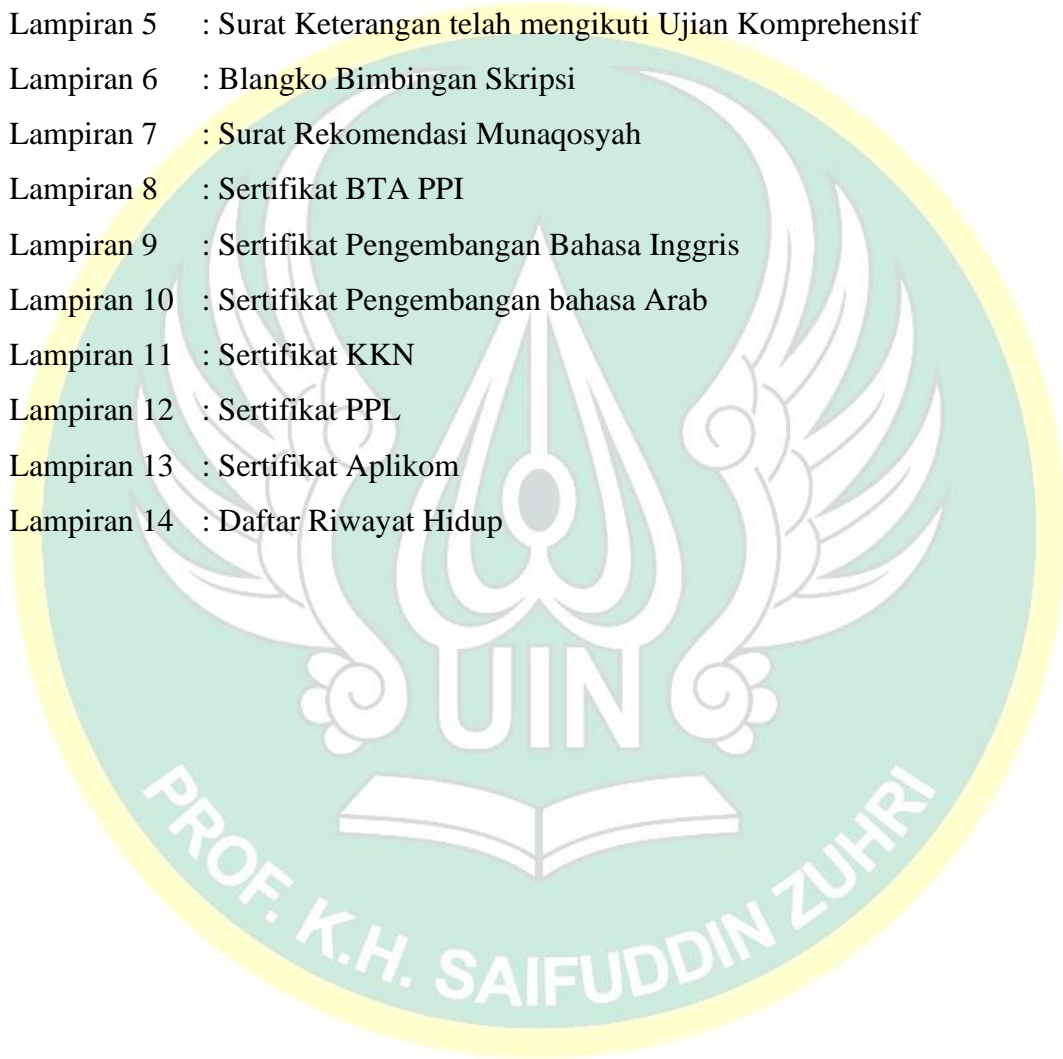 Lampiran 5 : Surat Keterangan telah mengikuti Ujian Komprehensif
Lampiran 6 : Blangko Bimbingan Skripsi
Lampiran 7 : Surat Rekomendasi Munaqosyah
Lampiran 8 : Sertifikat BTA PPI
Lampiran 9 : Sertifikat Pengembangan Bahasa Inggris
Lampiran 10 : Sertifikat Pengembangan bahasa Arab
Lampiran 11 : Sertifikat KKN
Lampiran 12 : Sertifikat PPL
Lampiran 13 : Sertifikat Aplikom
Lampiran 14 : Daftar Riwayat Hidup
UIN
PROF. K.H. SAIFUDDIN ZUHRI